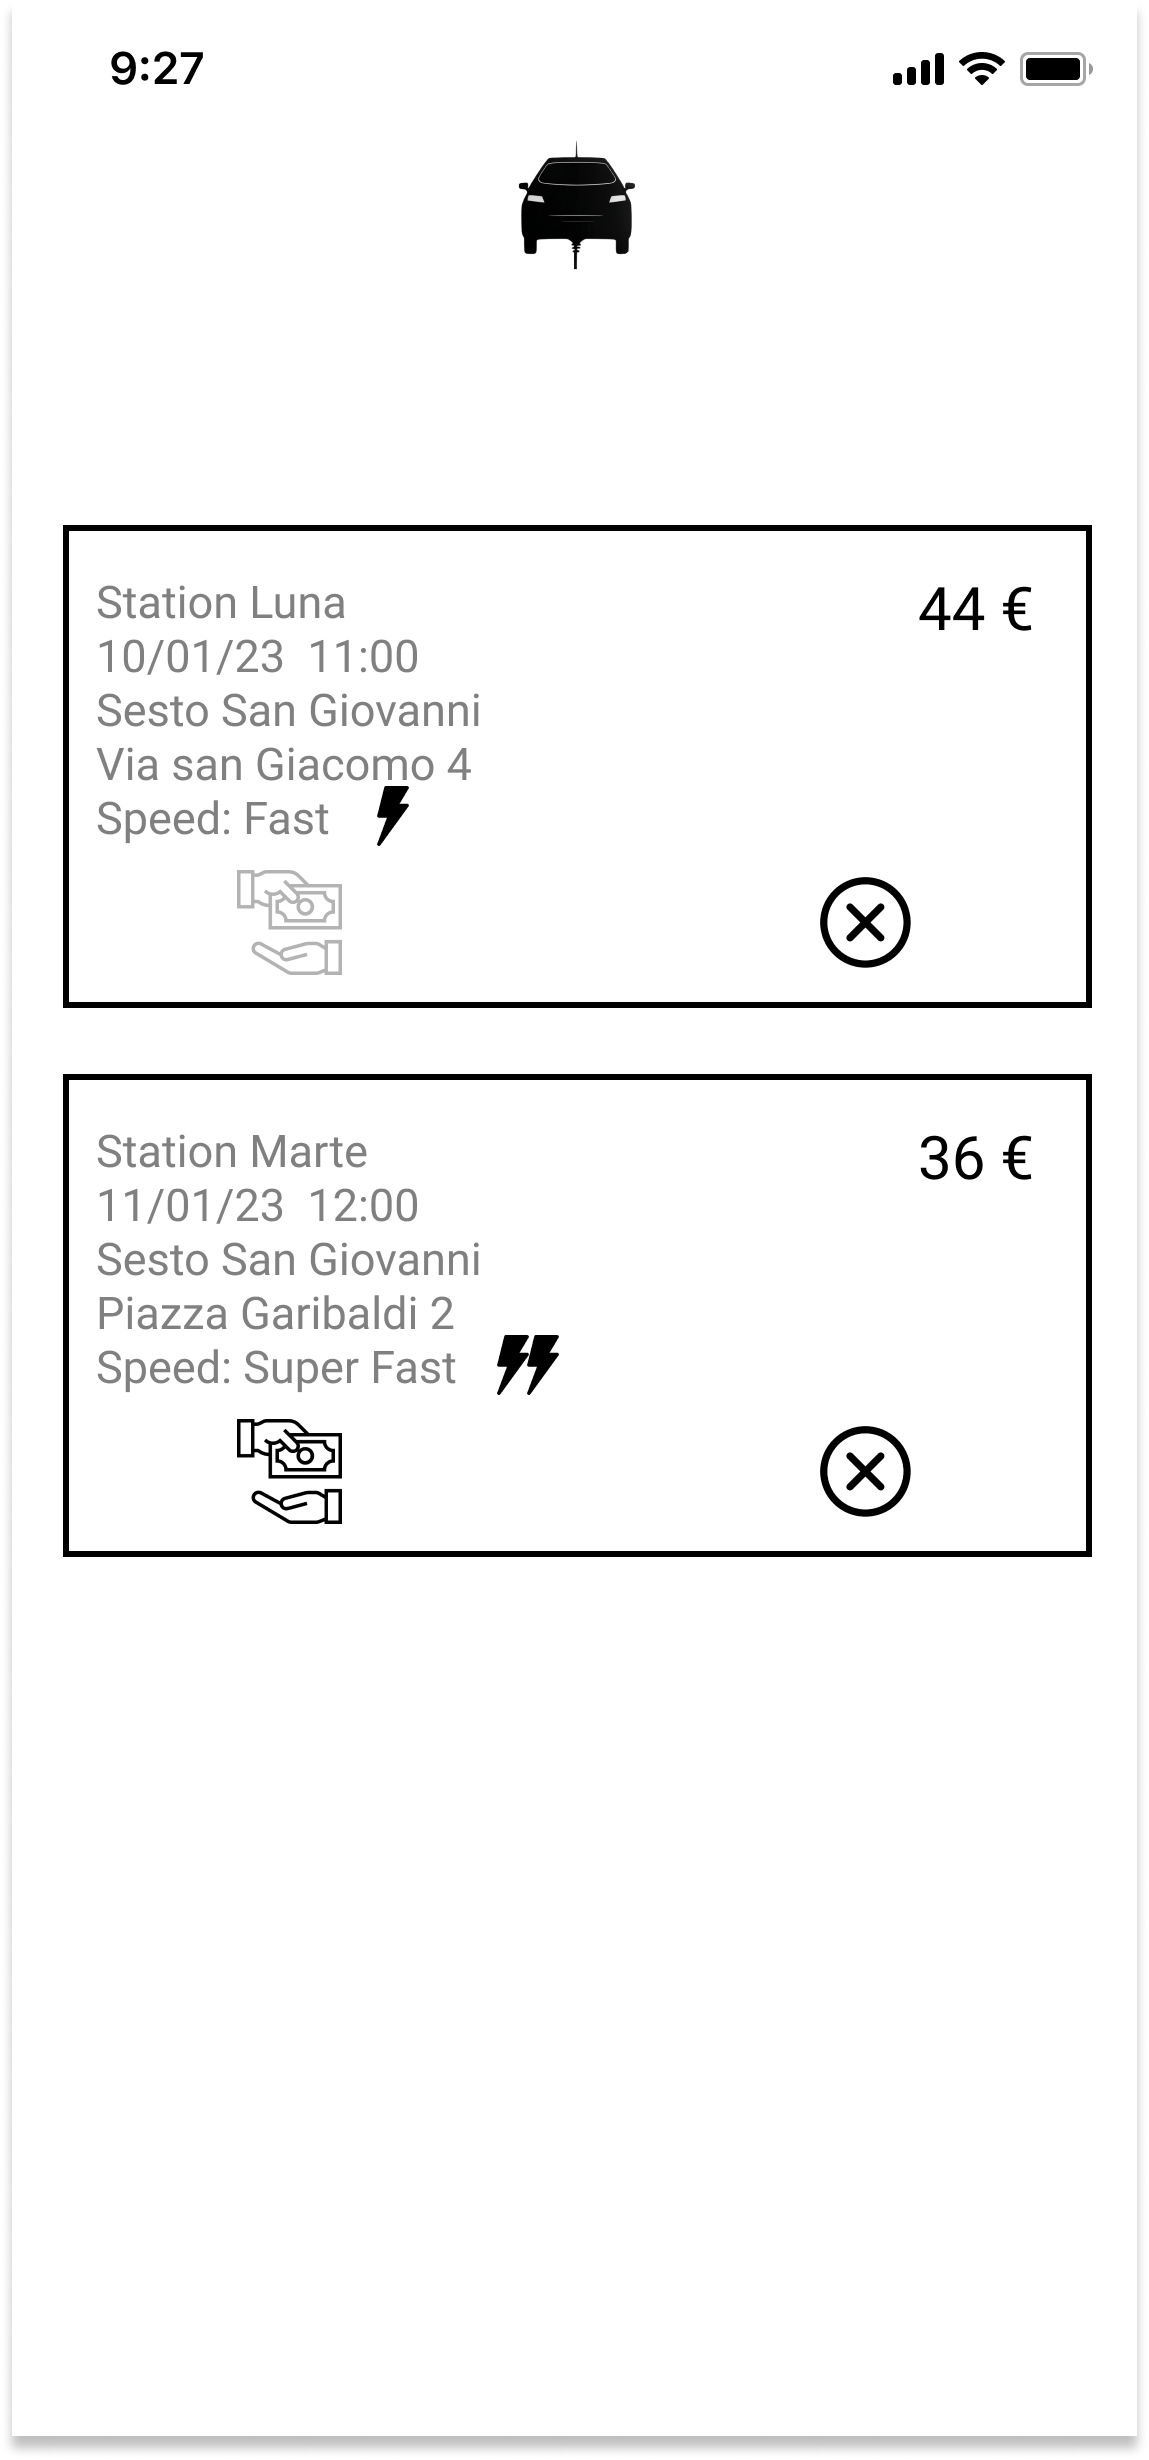 9:27
Station Luna
44 €
10/01/23  11:00
Sesto San Giovanni
Via san Giacomo 4
Speed: Fast
Station Marte
36 €
11/01/23  12:00
Sesto San Giovanni
Piazza Garibaldi 2
Speed: Super Fast